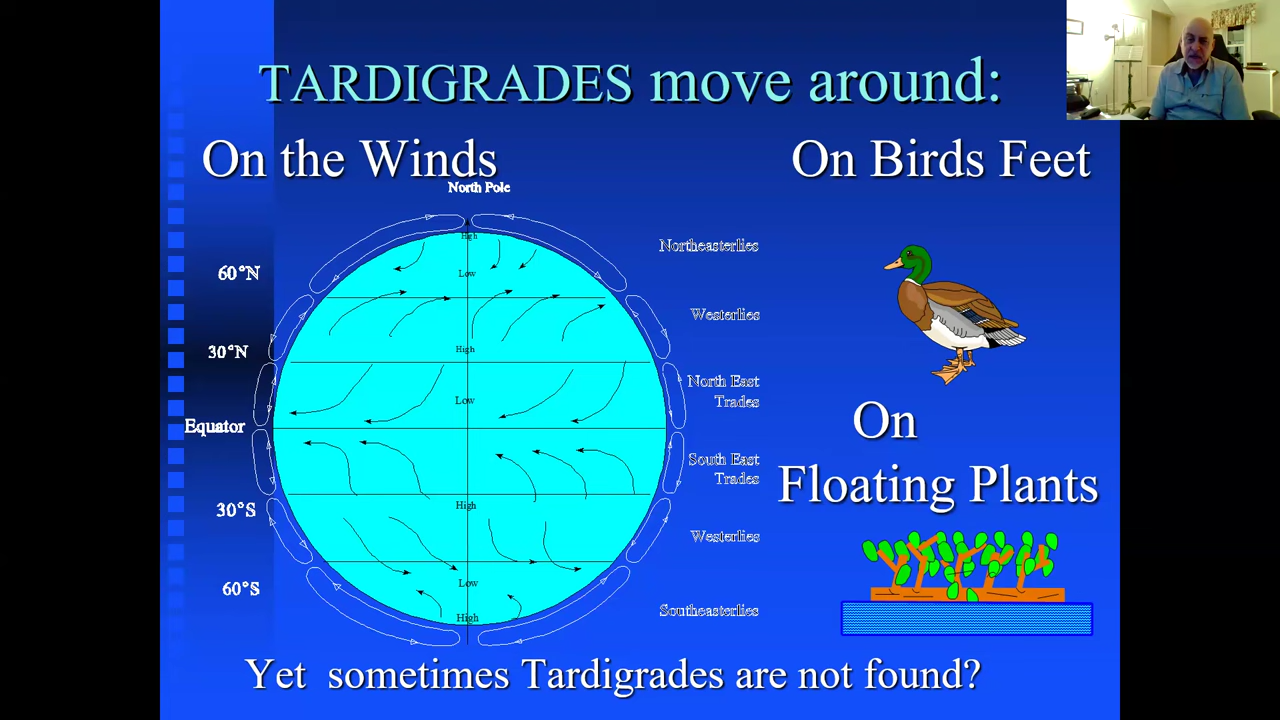 TARDIGRADES move around:
On the Winds
On Birds Feet
North Pole
High
Northeasterlies
60°N
Low
Westerlies
30°N
High
North East
Trades
Low
On
Equator
South East
Trades
Floating Plants
30°S
High
Westerlies
60°S
Low
Southeasterlies
High
Yet sometimes Tardigrades are not found?